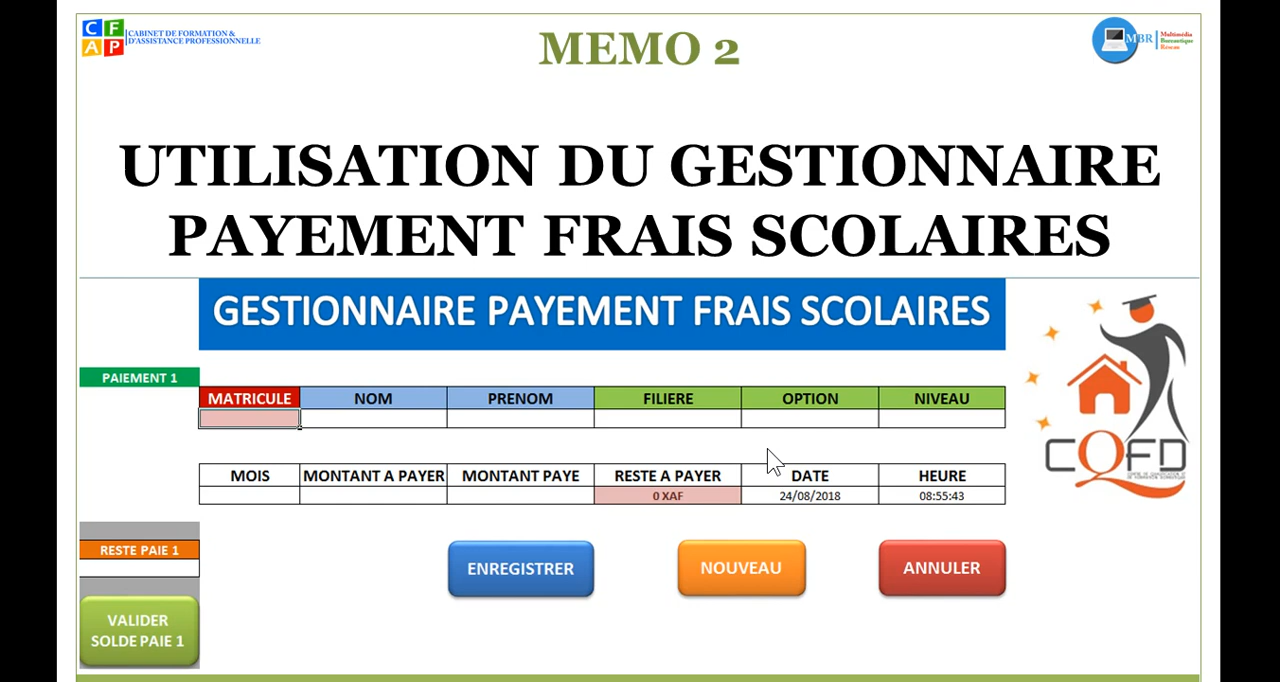 CF
AP
CABINET DE FORMATION &
D'ASSISTANCE PROFESSIONNELLE
MEMO 2
MBR
Multimédia
Bureautique
Réseau
UTILISATION DU GESTIONNAIRE
PAYEMENT FRAIS SCOLAIRES
GESTIONNAIRE PAYEMENT FRAIS SCOLAIRES
PAIEMENT 1
MATRICULE NOM PRENOM FILIERE OPTION NIVEAU
MOIS MONTANT A PAYER MONTANT PAYE RESTE A PAYER DATE HEURE
0 XAF 24/08/2018 08:55:43
CQFD
RESTE PAIE 1
ENREGISTRER NOUVEAU ANNULER
VALIDER
SOLDE PAIE 1